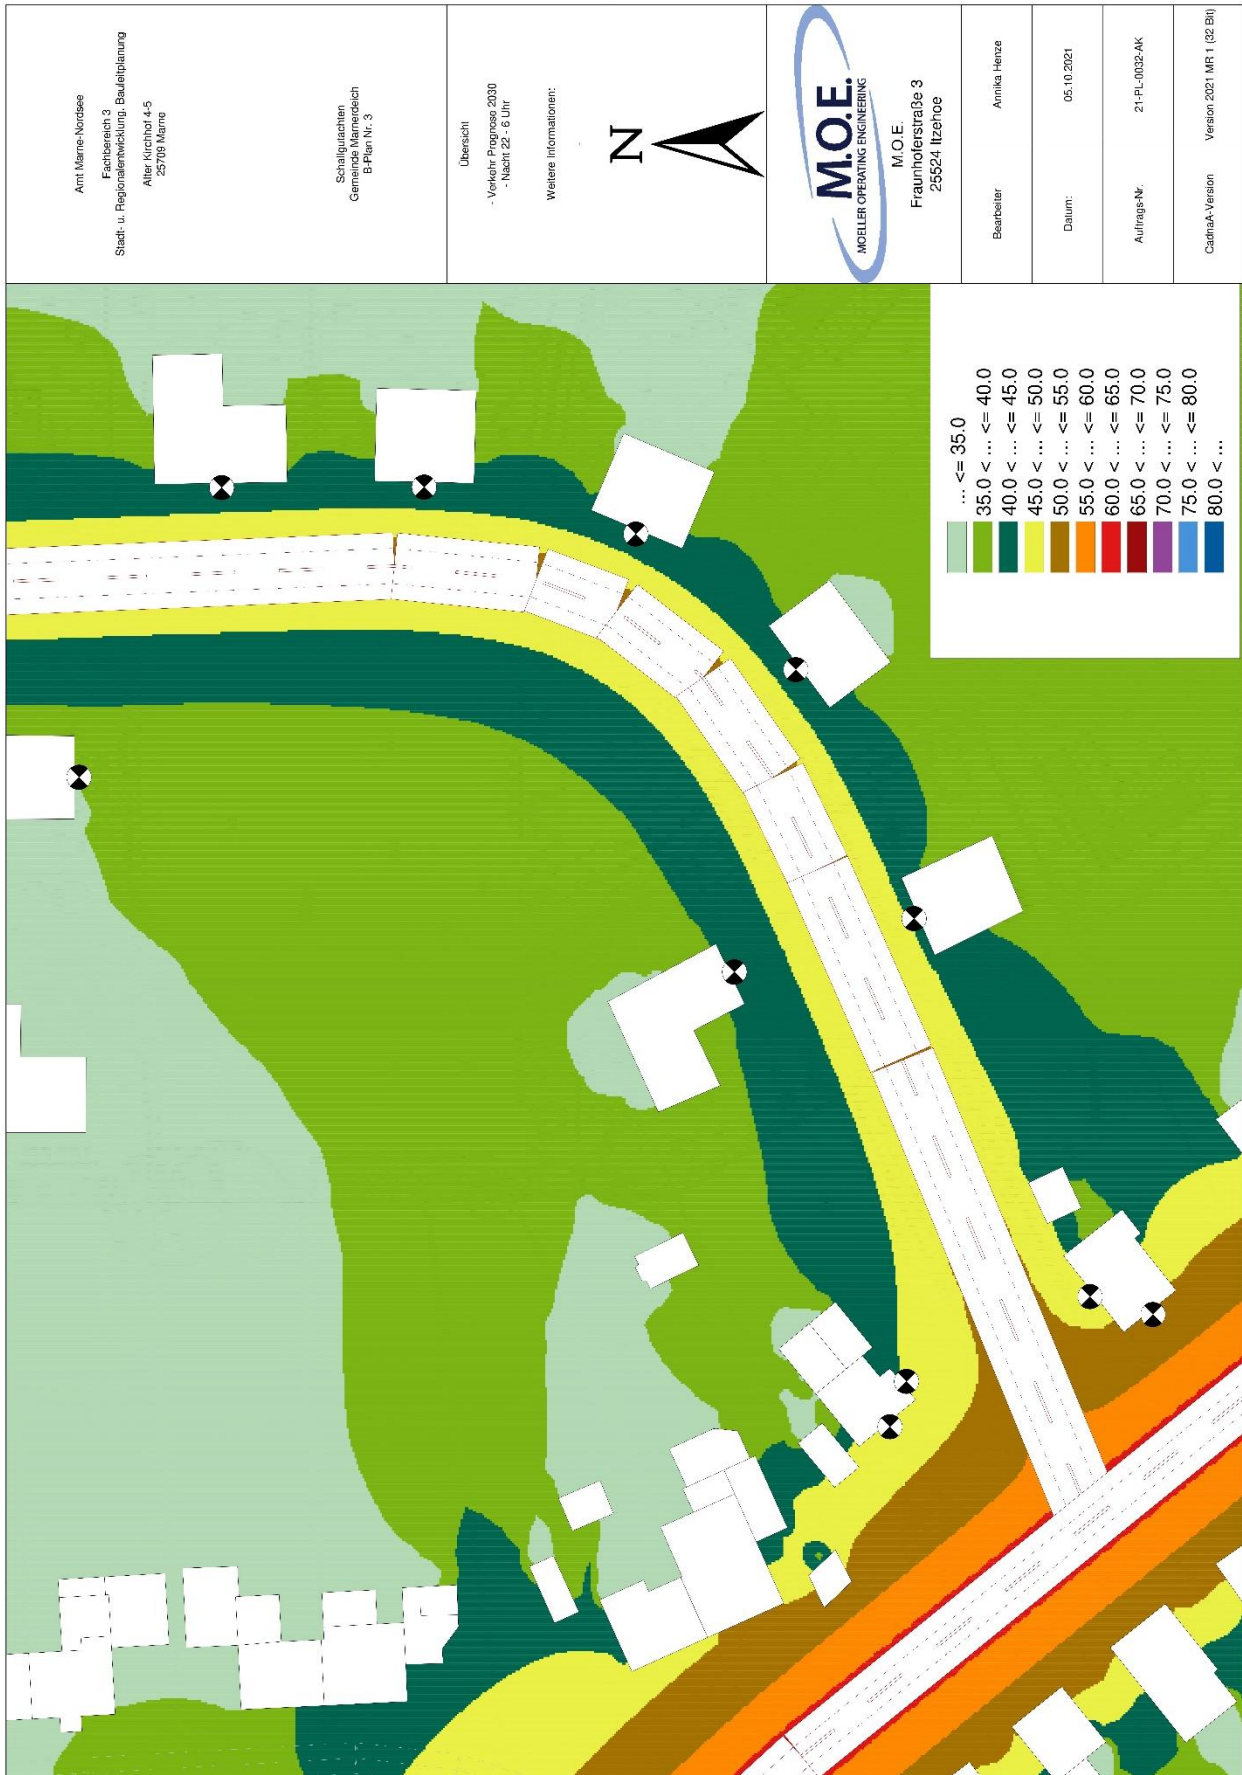 Amt Marne-Nordsee
Fachbereich 3
Stadt- u. Regionalentwicklung, Bauleitplanung
Alter Kirchhof 4-5
25709 Marne
Schallgutachten
Gemeinde Marnerdeich
B-Plan Nr. 3
Übersicht
- Verkehr Prognose 2030
- Nacht 22 - 6 Uhr
Weitere Informationen:
N
M.O.E.
MOELLER OPERATING ENGINEERING
M.O.E.
Fraunhoferstraße 3
25524 Itzehoe
Bearbeiter Annika Henze
Datum: 05.10.2021
Auftrags-Nr. 21-PL-0032-AK
CadnaA-Version Version 2021 MR 1 (32 Bit)
... <= 35.0
35.0 < ... <= 40.0
40.0 < ... <= 45.0
45.0 < ... <= 50.0
50.0 < ... <= 55.0
55.0 < ... <= 60.0
60.0 < ... <= 65.0
65.0 < ... <= 70.0
70.0 < ... <= 75.0
75.0 < ... <= 80.0
80.0 < ...